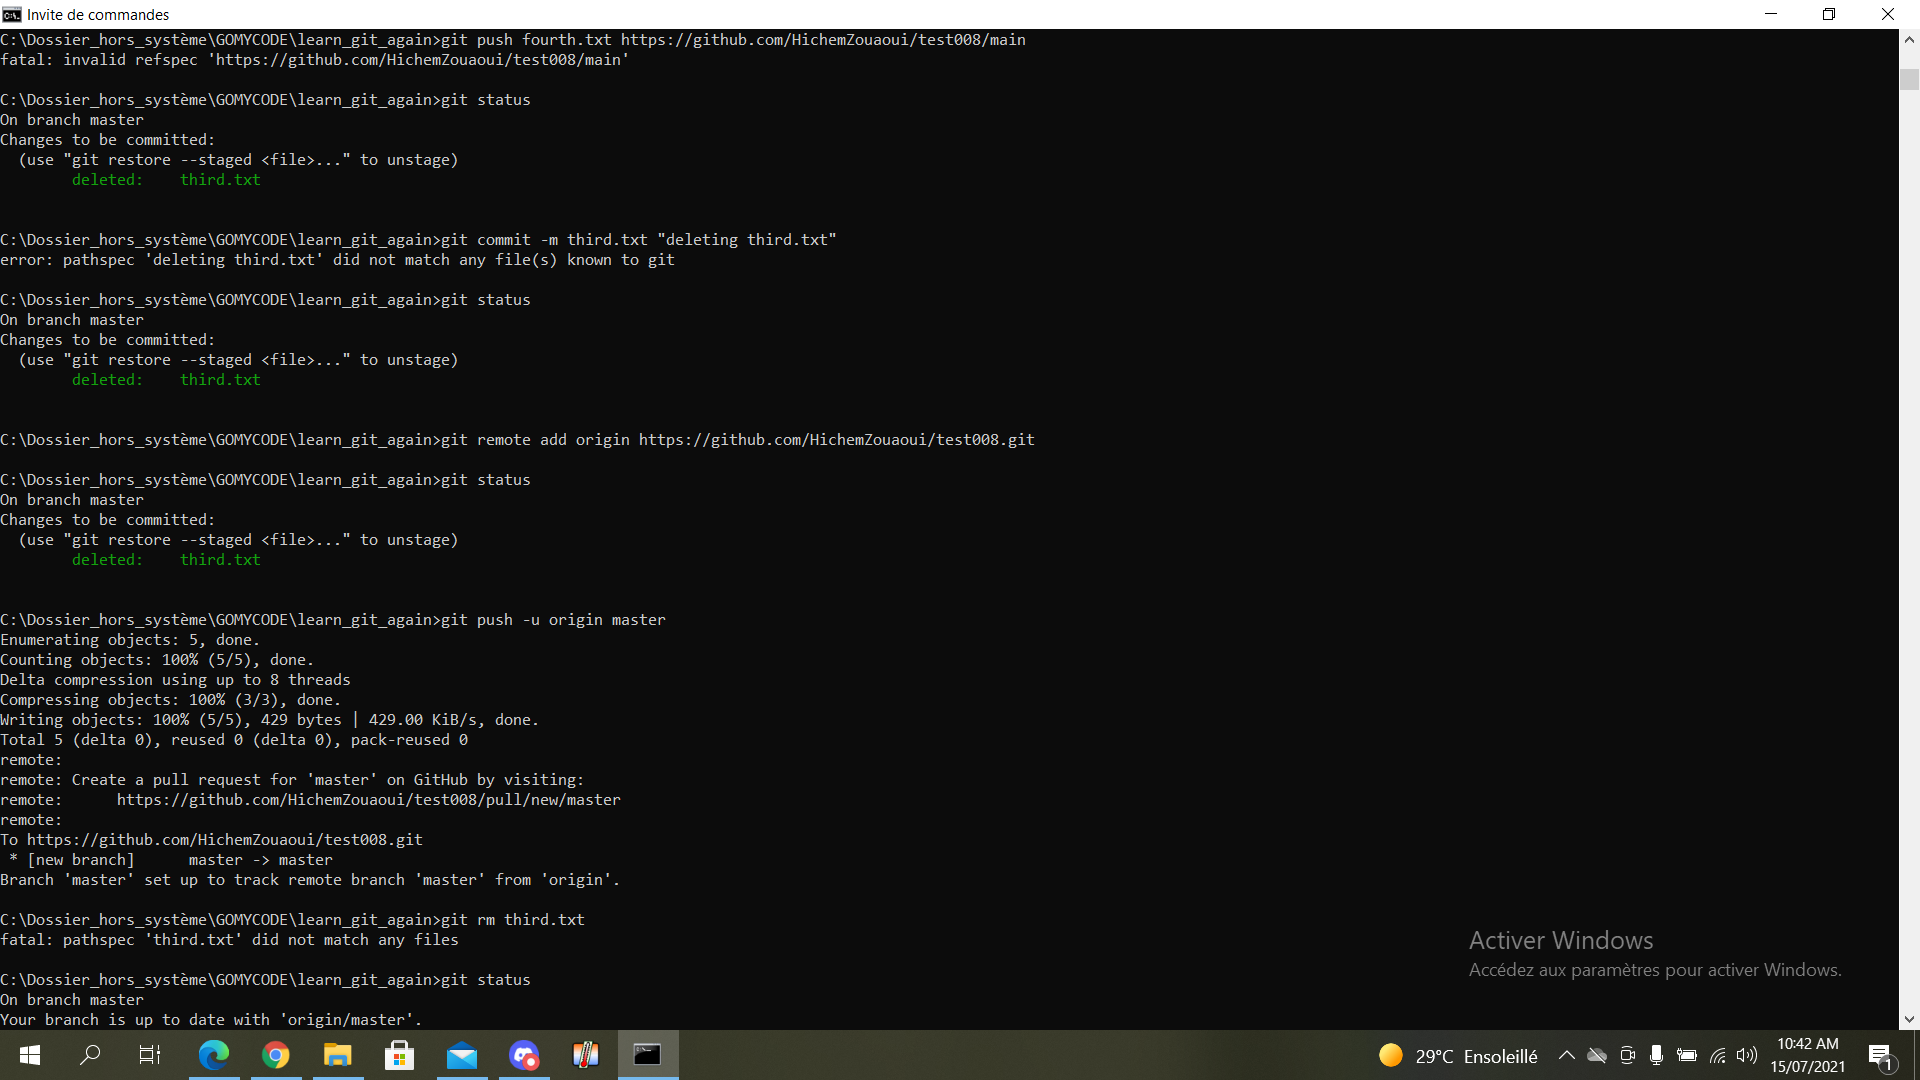 Invite de commandes
C:\Dossier_hors_système\GOMYCODE\learn_git_again>git push fourth.txt https://github.com/HichemZouaoui/test008/main
fatal: invalid refspec 'https://github.com/HichemZouaoui/test008/main'
C:\Dossier_hors_système\GOMYCODE\learn_git_again>git status
On branch master
Changes to be committed:
(use "git restore --staged <file>..." to unstage)
deleted: third.txt
C:\Dossier_hors_système\GOMYCODE\learn_git_again>git commit -m third.txt "deleting third.txt"
error: pathspec 'deleting third.txt' did not match any file(s) known to git
C:\Dossier_hors_système\GOMYCODE\learn_git_again>git status
On branch master
Changes to be committed:
(use "git restore --staged <file>..." to unstage)
deleted: third.txt
C:\Dossier_hors_système\GOMYCODE\learn_git_again>git remote add origin https://github.com/HichemZouaoui/test008.git
C:\Dossier_hors_système\GOMYCODE\learn_git_again>git status
On branch master
Changes to be committed:
(use "git restore --staged <file>..." to unstage)
deleted: third.txt
C:\Dossier_hors_système\GOMYCODE\learn_git_again>git push -u origin master
Enumerating objects: 5, done.
Counting objects: 100% (5/5), done.
Delta compression using up to 8 threads
Compressing objects: 100% (3/3), done.
Writing objects: 100% (5/5), 429 bytes | 429.00 KiB/s, done.
Total 5 (delta 0), reused 0 (delta 0), pack-reused 0
remote:
remote: Create a pull request for 'master' on GitHub by visiting:
remote: https://github.com/HichemZouaoui/test008/pull/new/master
remote:
To https://github.com/HichemZouaoui/test008.git
* [new branch] master -> master
Branch 'master' set up to track remote branch 'master' from 'origin'.
C:\Dossier_hors_système\GOMYCODE\learn_git_again>git rm third.txt
fatal: pathspec 'third.txt' did not match any files
C:\Dossier_hors_système\GOMYCODE\learn_git_again>git status
On branch master
Your branch is up to date with 'origin/master'.
Activer Windows
Accédez aux paramètres pour activer Windows.
29°C Ensoleillé
10:42 AM
15/07/2021
1